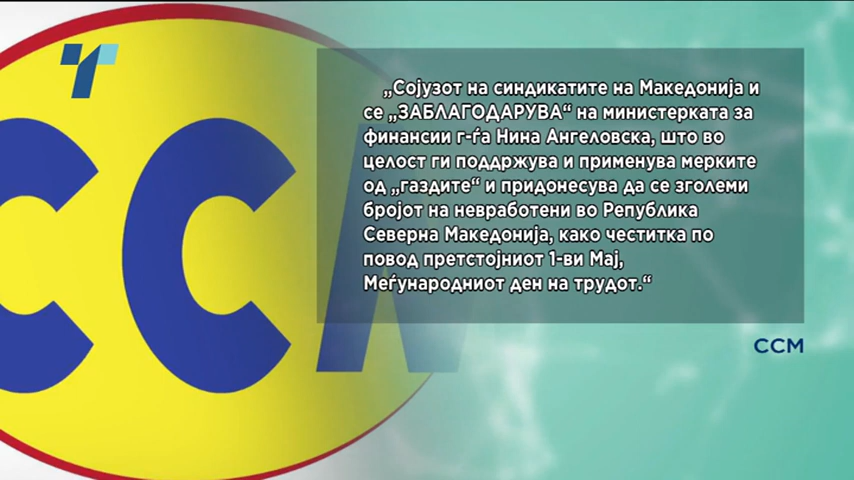 „Сојузот на синдикатите на Македонија и
се „ЗАБЛАГОДАРУВА“ на министерката за
финансии г-ѓа Нина Ангеловска, што во
целост ги поддржува и применува мерките
од „газдите“ и придонесува да се зголеми
бројот на невработени во Република
Северна Македонија, како честитка по
повод претстојниот 1-ви Мај,
Меѓународниот ден на трудот.“
ССМ
ССМ